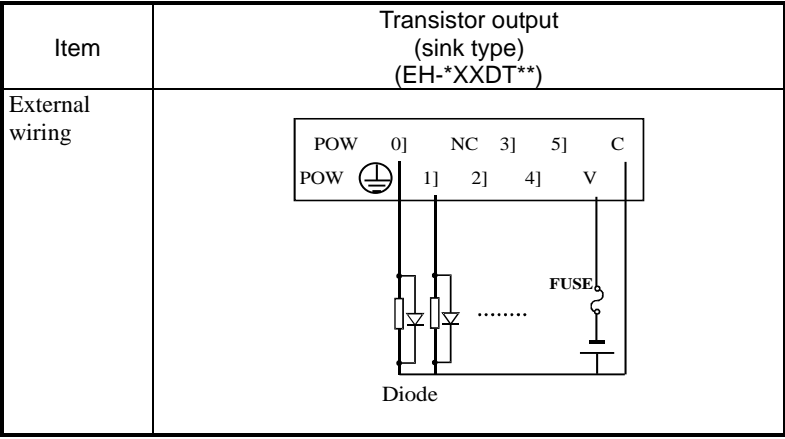 Item
Transistor output
(sink type)
(EH-*XXDT**)
External
wiring
POW 0] NC 3] 5] C
POW 1] 2] 4] V
FUSE
........
Diode